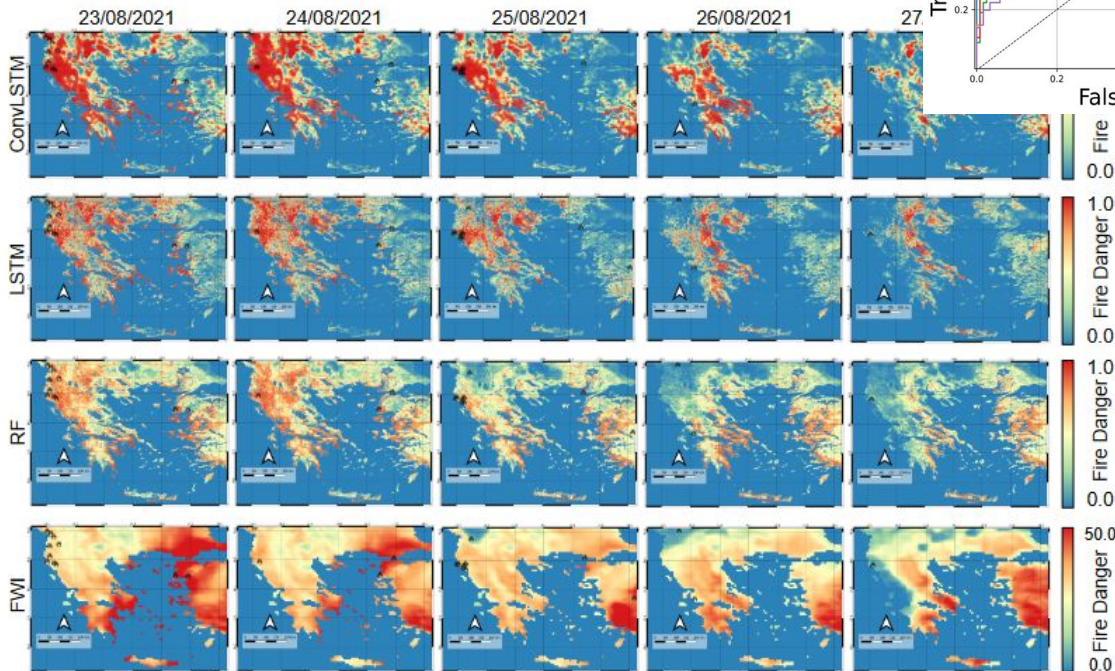 23/08/2021 24/08/2021 25/08/2021 26/08/2021 27
Tr
0.2
0.0 0.2
Fals
ConvLSTM
Fire
0.0
LSTM
1.0
Fire Danger
0.0
RF
1.0
Fire Danger
0.0
FWI
50.0
Fire Danger
0.0